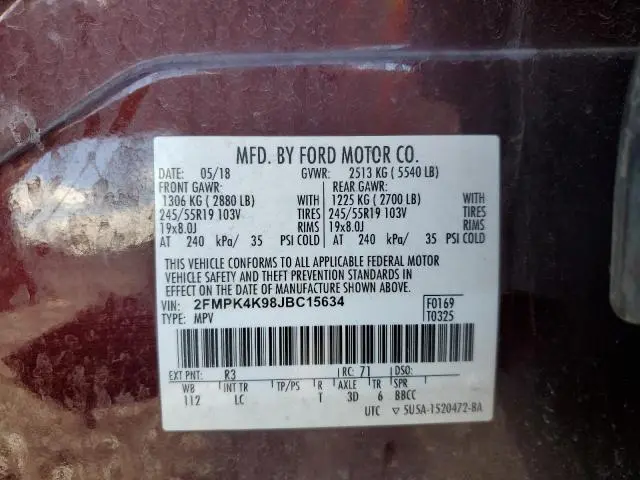 MFD. BY FORD MOTOR CO.
DATE: 05/18 GVWR: 2513 KG ( 5540 LB)
FRONT GAWR: REAR GAWR:
1306 KG ( 2880 LB) WITH 1225 KG ( 2700 LB) WITH
245/55R19 103V TIRES 245/55R19 103V TIRES
19x8.0J RIMS 19x8.0J RIMS
AT 240 kPa/ 35 PSI COLD AT 240 kPa/ 35 PSI COLD
THIS VEHICLE CONFORMS TO ALL APPLICABLE FEDERAL MOTOR
VEHICLE SAFETY AND THEFT PREVENTION STANDARDS IN
EFFECT ON THE DATE OF MANUFACTURE SHOWN ABOVE.
VIN: 2FMPK4K98JBC15634 F0169
TYPE: MPV T0325
EXT PNT: R3 RC: 71 DSO:
WB INT TR TP/PS R AXLE TR SPR
112 LC T 3D 6 BBCC
UTC ▽ 5USA-1520472-BA